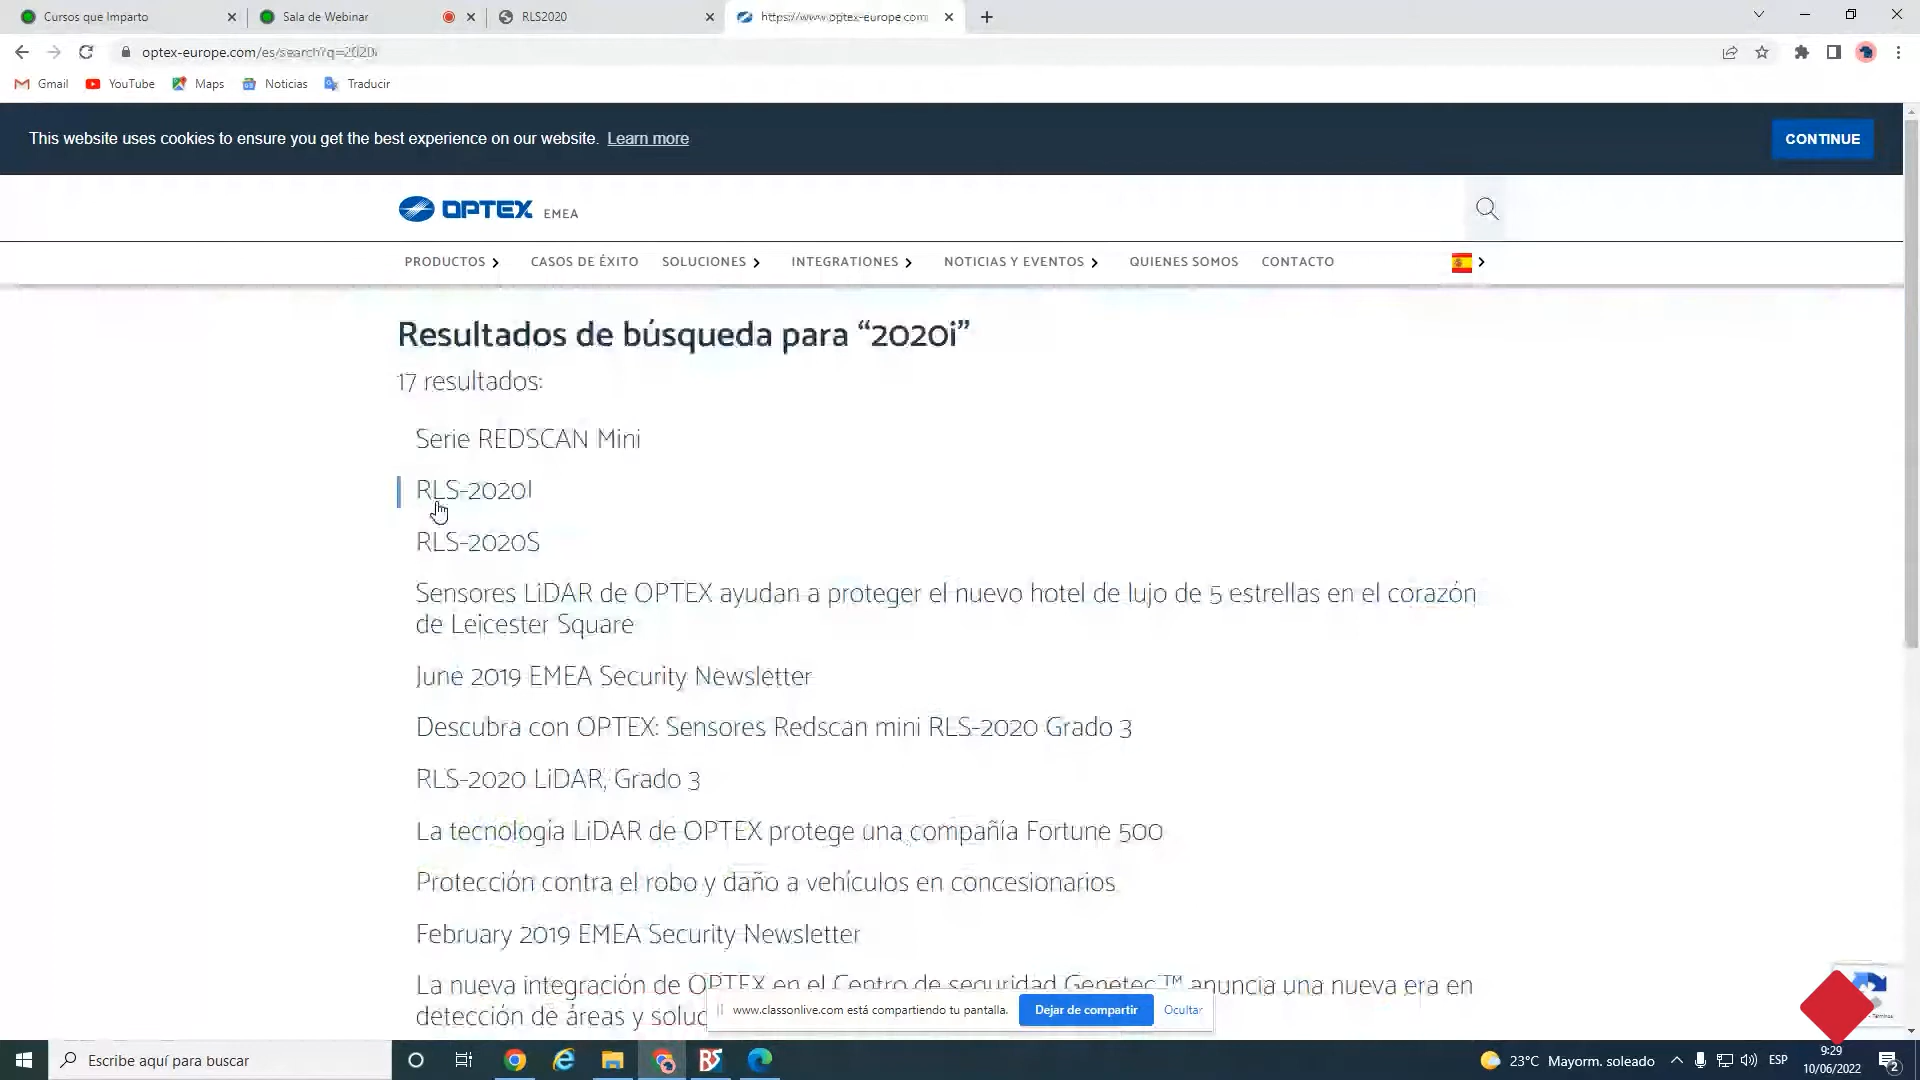 Cursos que Imparto
Sala de Webinar
RLS2020
https://www.optex-europe.com
optex-europe.com/es/search?q=2020i
Gmail
YouTube
Maps
Noticias
Traducir
This website uses cookies to ensure you get the best experience on our website. Learn more
CONTINUE
OPTEX EMEA
PRODUCTOS
CASOS DE ÉXITO
SOLUCIONES
INTEGRATIONES
NOTICIAS Y EVENTOS
QUIENES SOMOS
CONTACTO
Resultados de búsqueda para “2020i”
17 resultados:
Serie REDSCAN Mini
RLS-2020I
RLS-2020S
Sensores LiDAR de OPTEX ayudan a proteger el nuevo hotel de lujo de 5 estrellas en el corazón
de Leicester Square
June 2019 EMEA Security Newsletter
Descubra con OPTEX: Sensores Redscan mini RLS-2020 Grado 3
RLS-2020 LiDAR, Grado 3
La tecnología LiDAR de OPTEX protege una compañía Fortune 500
Protección contra el robo y daño a vehículos en concesionarios
February 2019 EMEA Security Newsletter
La nueva integración de OPTEX en el Centro de seguridad Genetec™ anuncia una nueva era en
detección de áreas y soluc
www.classonlive.com está compartiendo tu pantalla.
Dejar de compartir
Ocultar
Escribe aquí para buscar
23°C Mayorm. soleado
ESP
9:29
10/06/2022
2